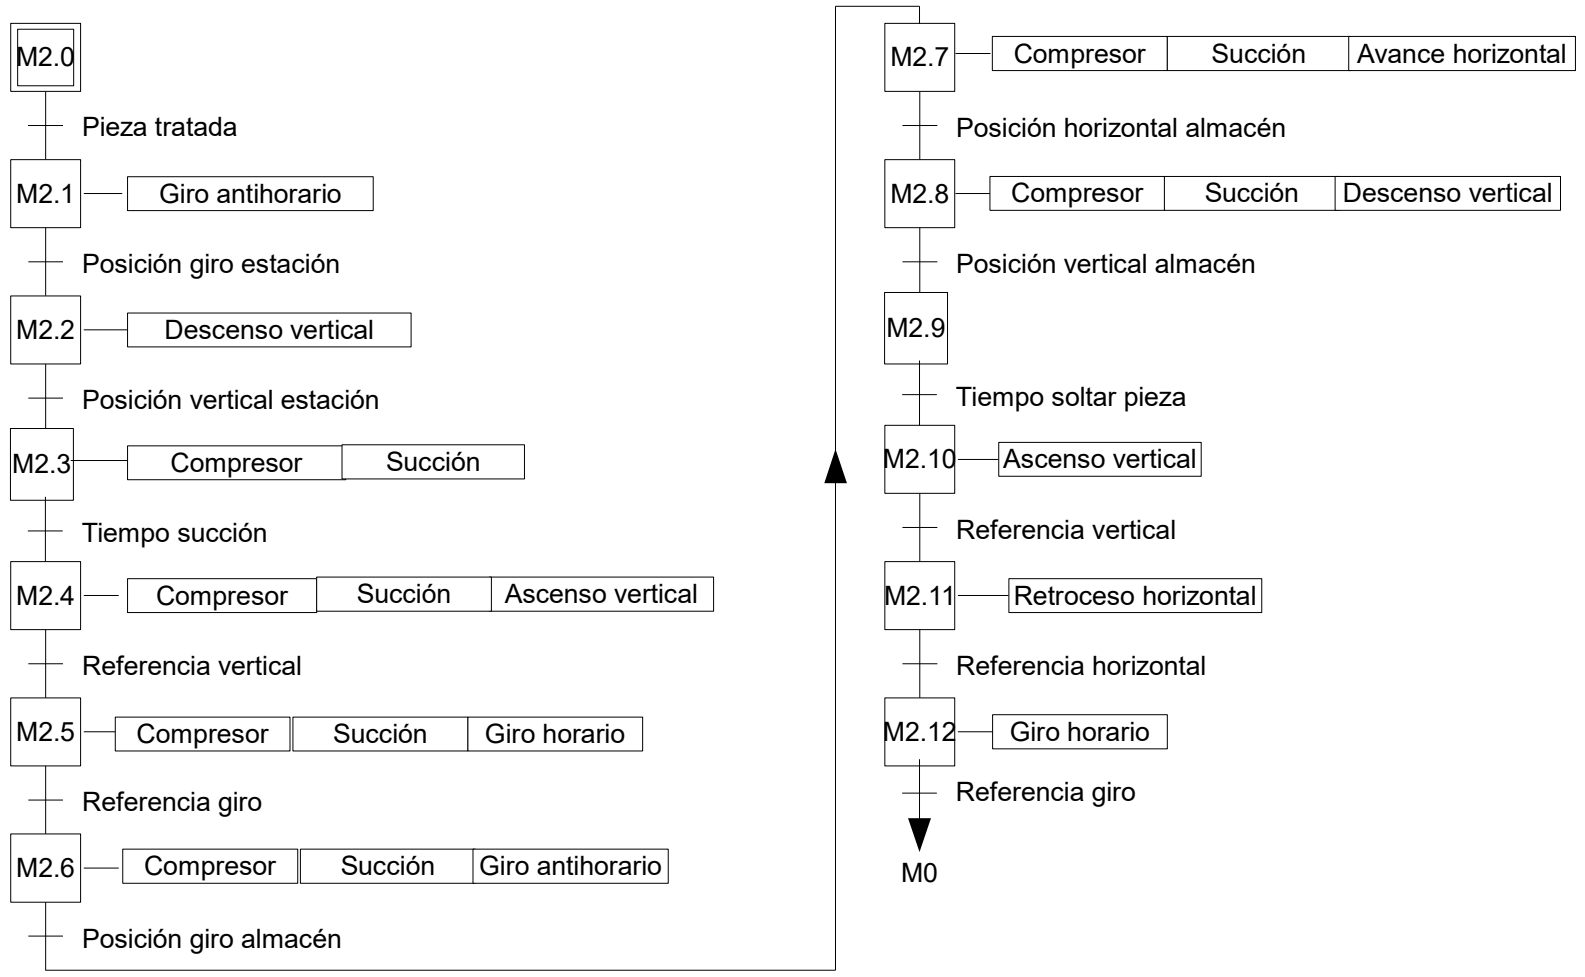 M2.0
Pieza tratada
M2.1 Giro antihorario
Posición giro estación
M2.2 Descenso vertical
Posición vertical estación
M2.3 Compresor Succión
Tiempo succión
M2.4 Compresor Succión Ascenso vertical
Referencia vertical
M2.5 Compresor Succión Giro horario
Referencia giro
M2.6 Compresor Succión Giro antihorario
Posición giro almacén
M2.7 Compresor Succión Avance horizontal
Posición horizontal almacén
M2.8 Compresor Succión Descenso vertical
Posición vertical almacén
M2.9
Tiempo soltar pieza
M2.10 Ascenso vertical
Referencia vertical
M2.11 Retroceso horizontal
Referencia horizontal
M2.12 Giro horario
Referencia giro
M0